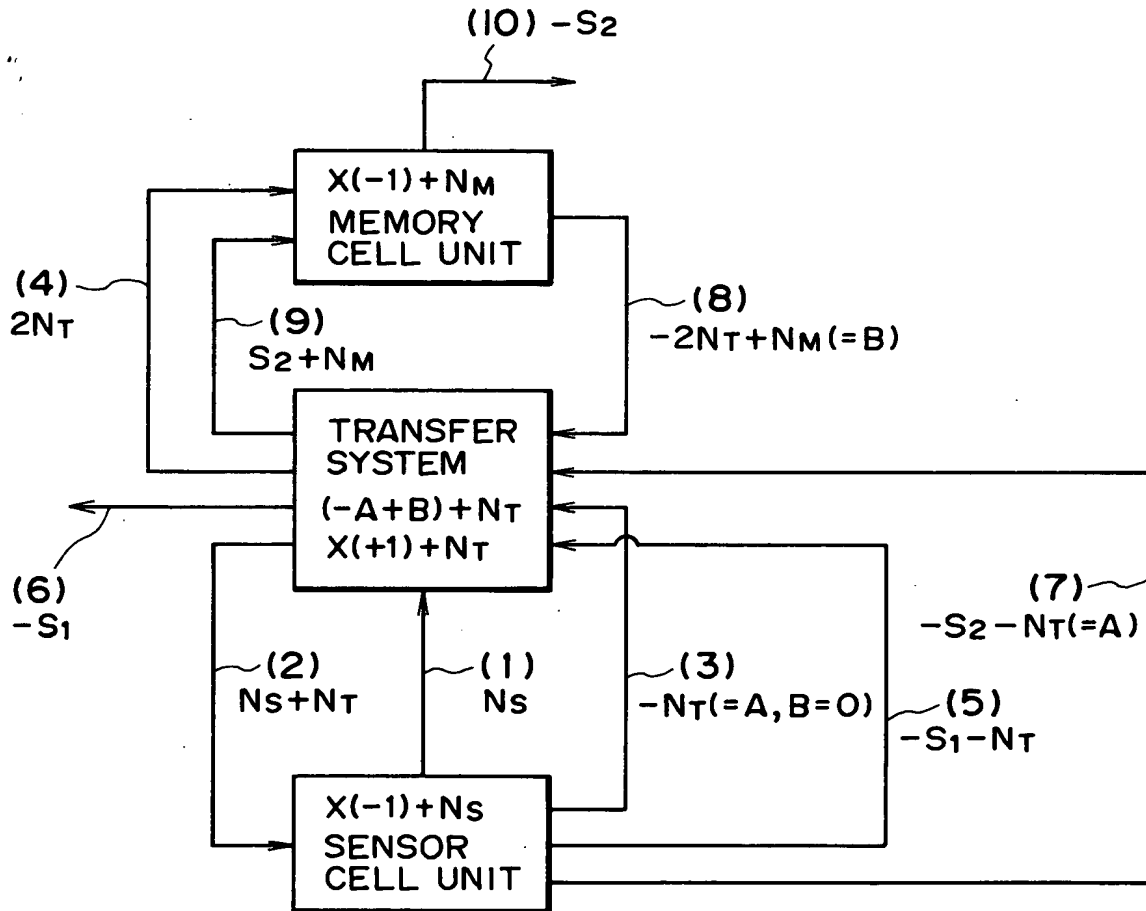 (10) -S2
X(-1)+NM
MEMORY
CELL UNIT
(4)
2NT
(9)
S2+NM
(8)
-2NT+NM(=B)
TRANSFER
SYSTEM
(-A+B)+NT
X(+1)+NT
(6)
-S1
(7)
-S2-NT(=A)
(2)
NS+NT
(1)
NS
(3)
-NT(=A, B=0)
(5)
-S1-NT
X(-1)+NS
SENSOR
CELL UNIT